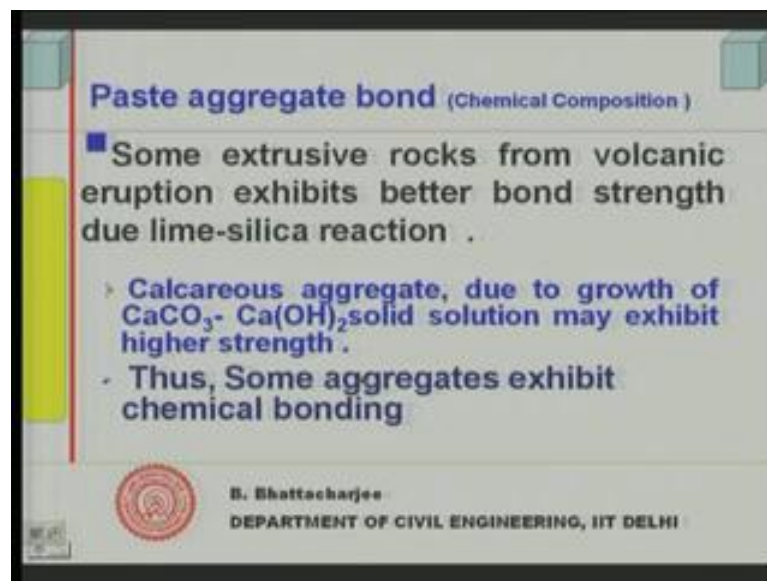 Paste aggregate bond (Chemical Composition )
Some extrusive rocks from volcanic
eruption exhibits better bond strength
due lime-silica reaction .
Calcareous aggregate, due to growth of
CaCO₃- Ca(OH)₂solid solution may exhibit
higher strength .
- Thus, Some aggregates exhibit
chemical bonding
B. Bhattacharjee
DEPARTMENT OF CIVIL ENGINEERING, IIT DELHI